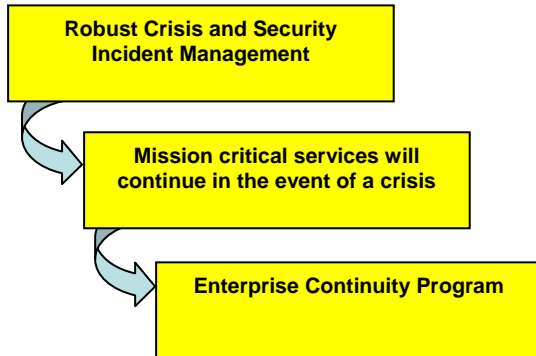 Robust Crisis and Security
Incident Management
Mission critical services will
continue in the event of a crisis
Enterprise Continuity Program